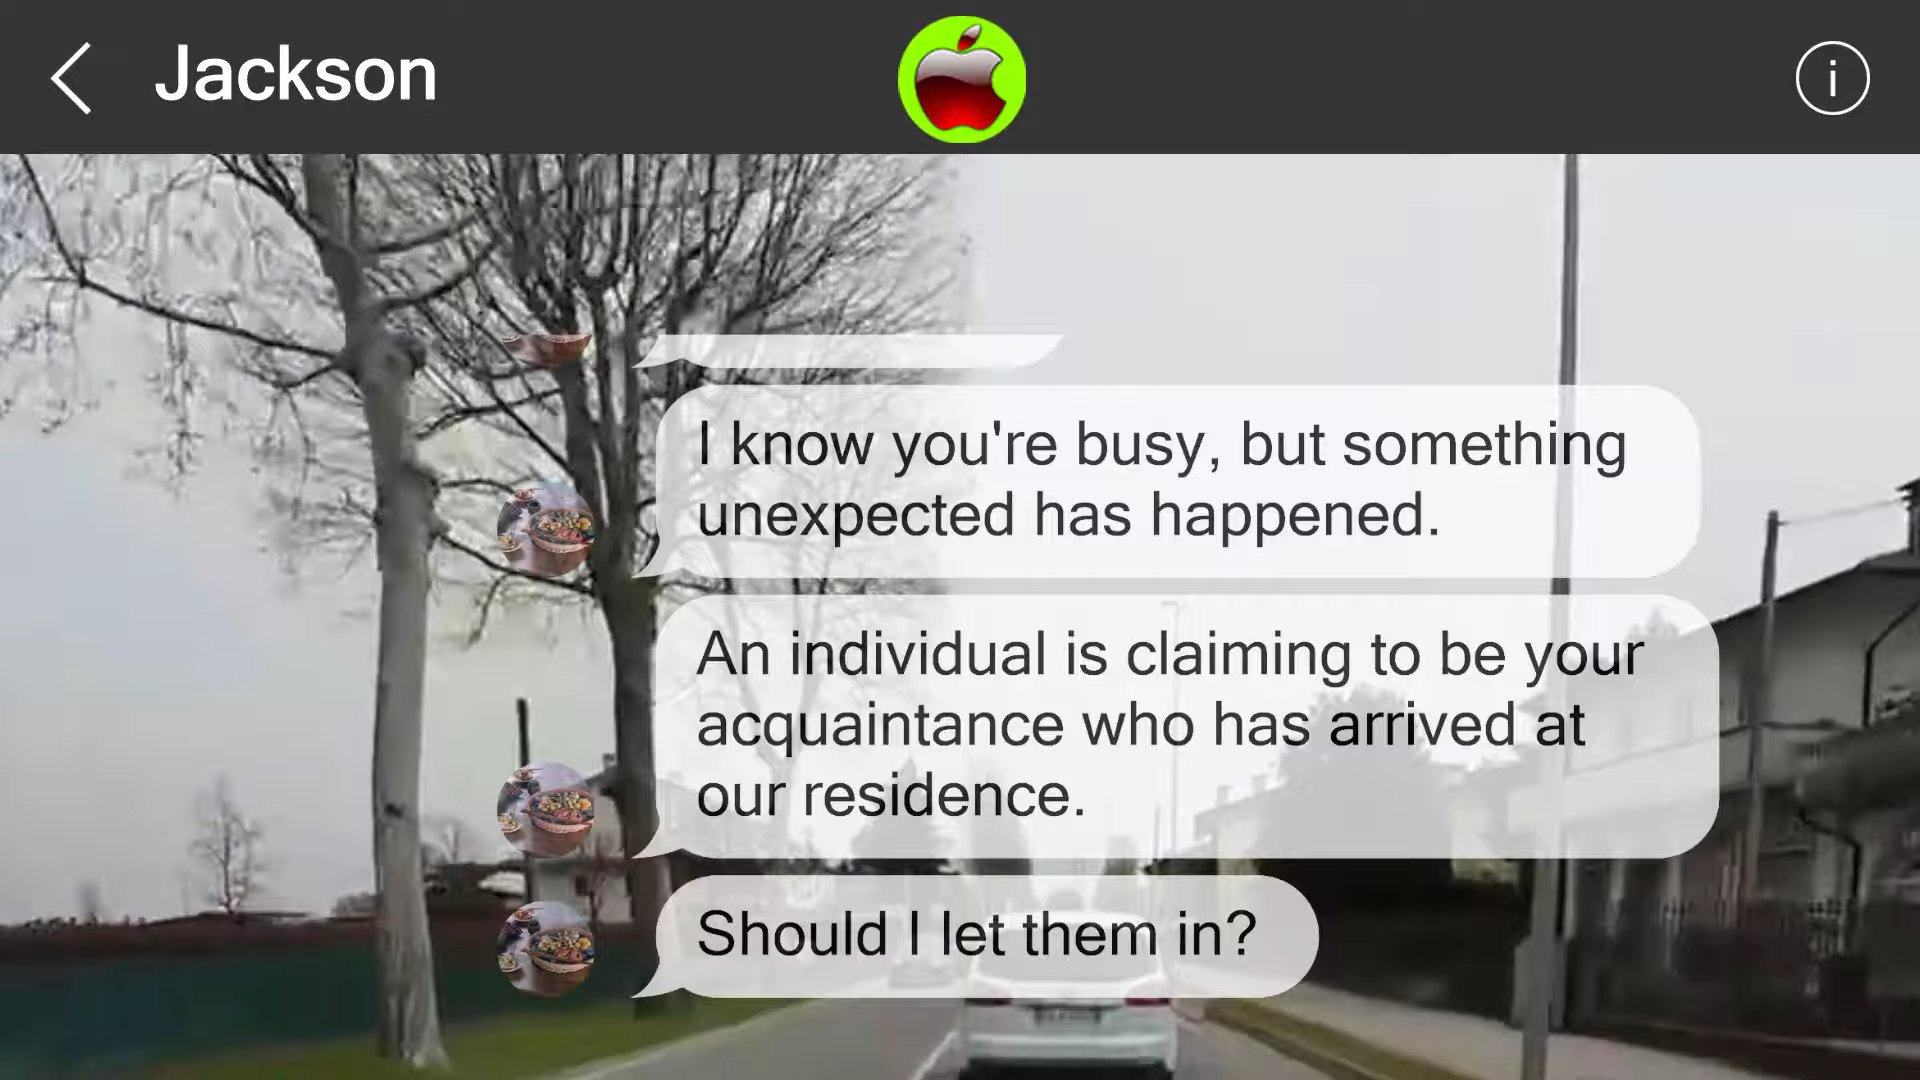 Jackson
i
I know you're busy, but something
unexpected has happened.
An individual is claiming to be your
acquaintance who has arrived at
our residence.
Should I let them in?